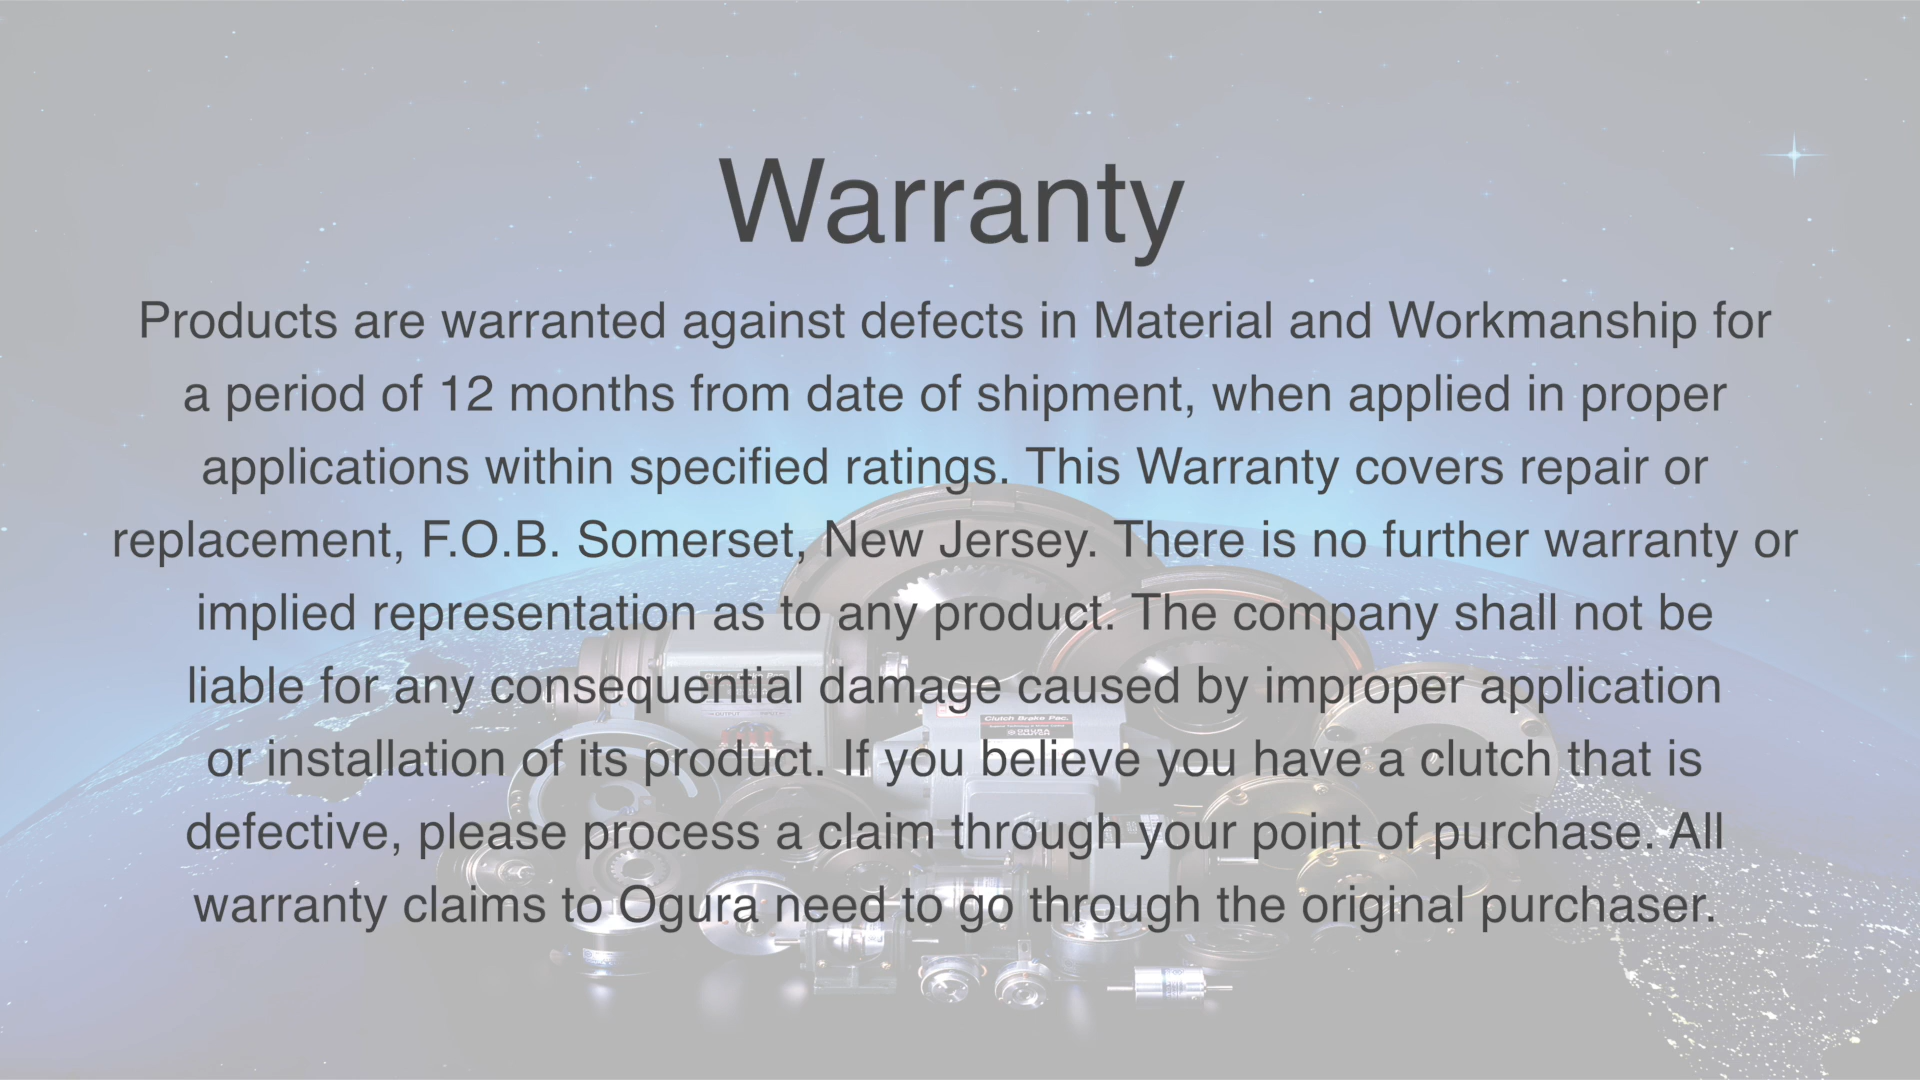 Warranty
Products are warranted against defects in Material and Workmanship for
a period of 12 months from date of shipment, when applied in proper
applications within specified ratings. This Warranty covers repair or
replacement, F.O.B. Somerset, New Jersey. There is no further warranty or
implied representation as to any product. The company shall not be
liable for any consequential damage caused by improper application
or installation of its product. If you believe you have a clutch that is
defective, please process a claim through your point of purchase. All
warranty claims to Ogura need to go through the original purchaser.
Clutch Brake Pac.